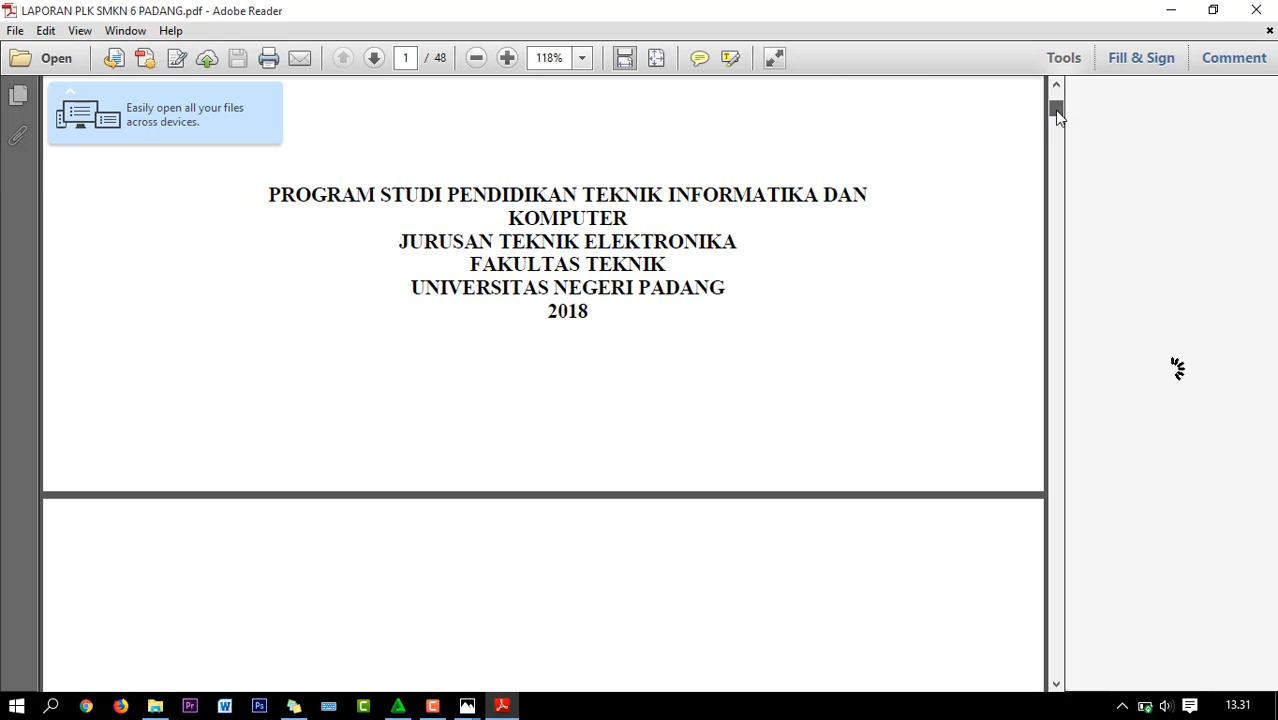 LAPORAN PLK SMKN 6 PADANG.pdf - Adobe Reader
File Edit View Window Help
Open 1 / 48 118% Tools Fill & Sign Comment
Easily open all your files
across devices.
PROGRAM STUDI PENDIDIKAN TEKNIK INFORMATIKA DAN
KOMPUTER
JURUSAN TEKNIK ELEKTRONIKA
FAKULTAS TEKNIK
UNIVERSITAS NEGERI PADANG
2018
Pr W Ps C C 13.31